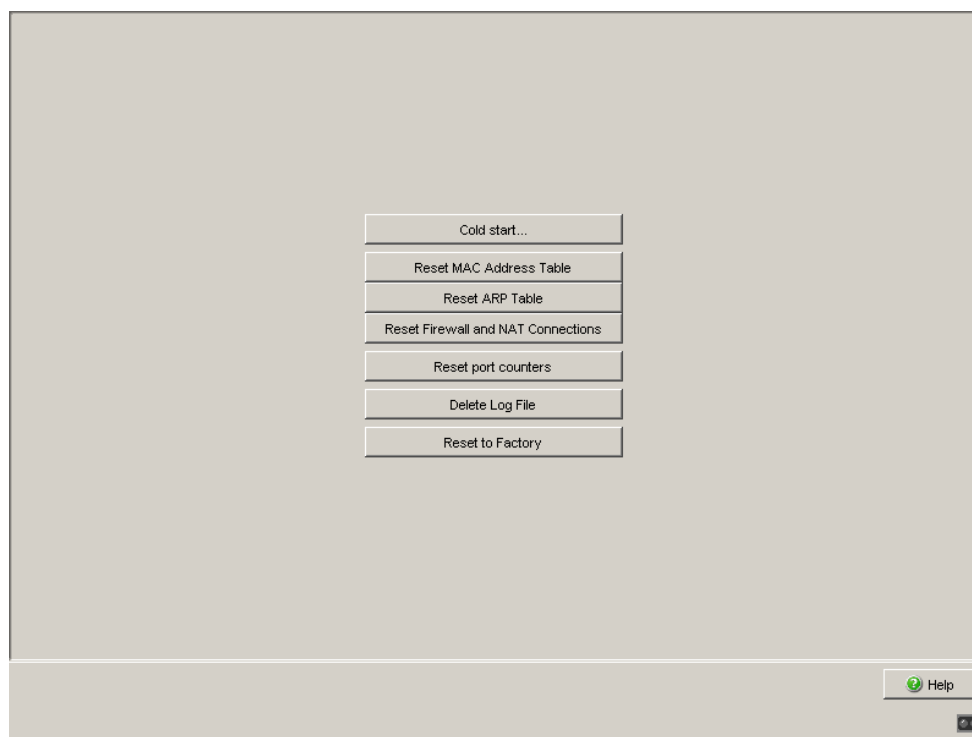 Cold start...
Reset MAC Address Table
Reset ARP Table
Reset Firewall and NAT Connections
Reset port counters
Delete Log File
Reset to Factory
Help